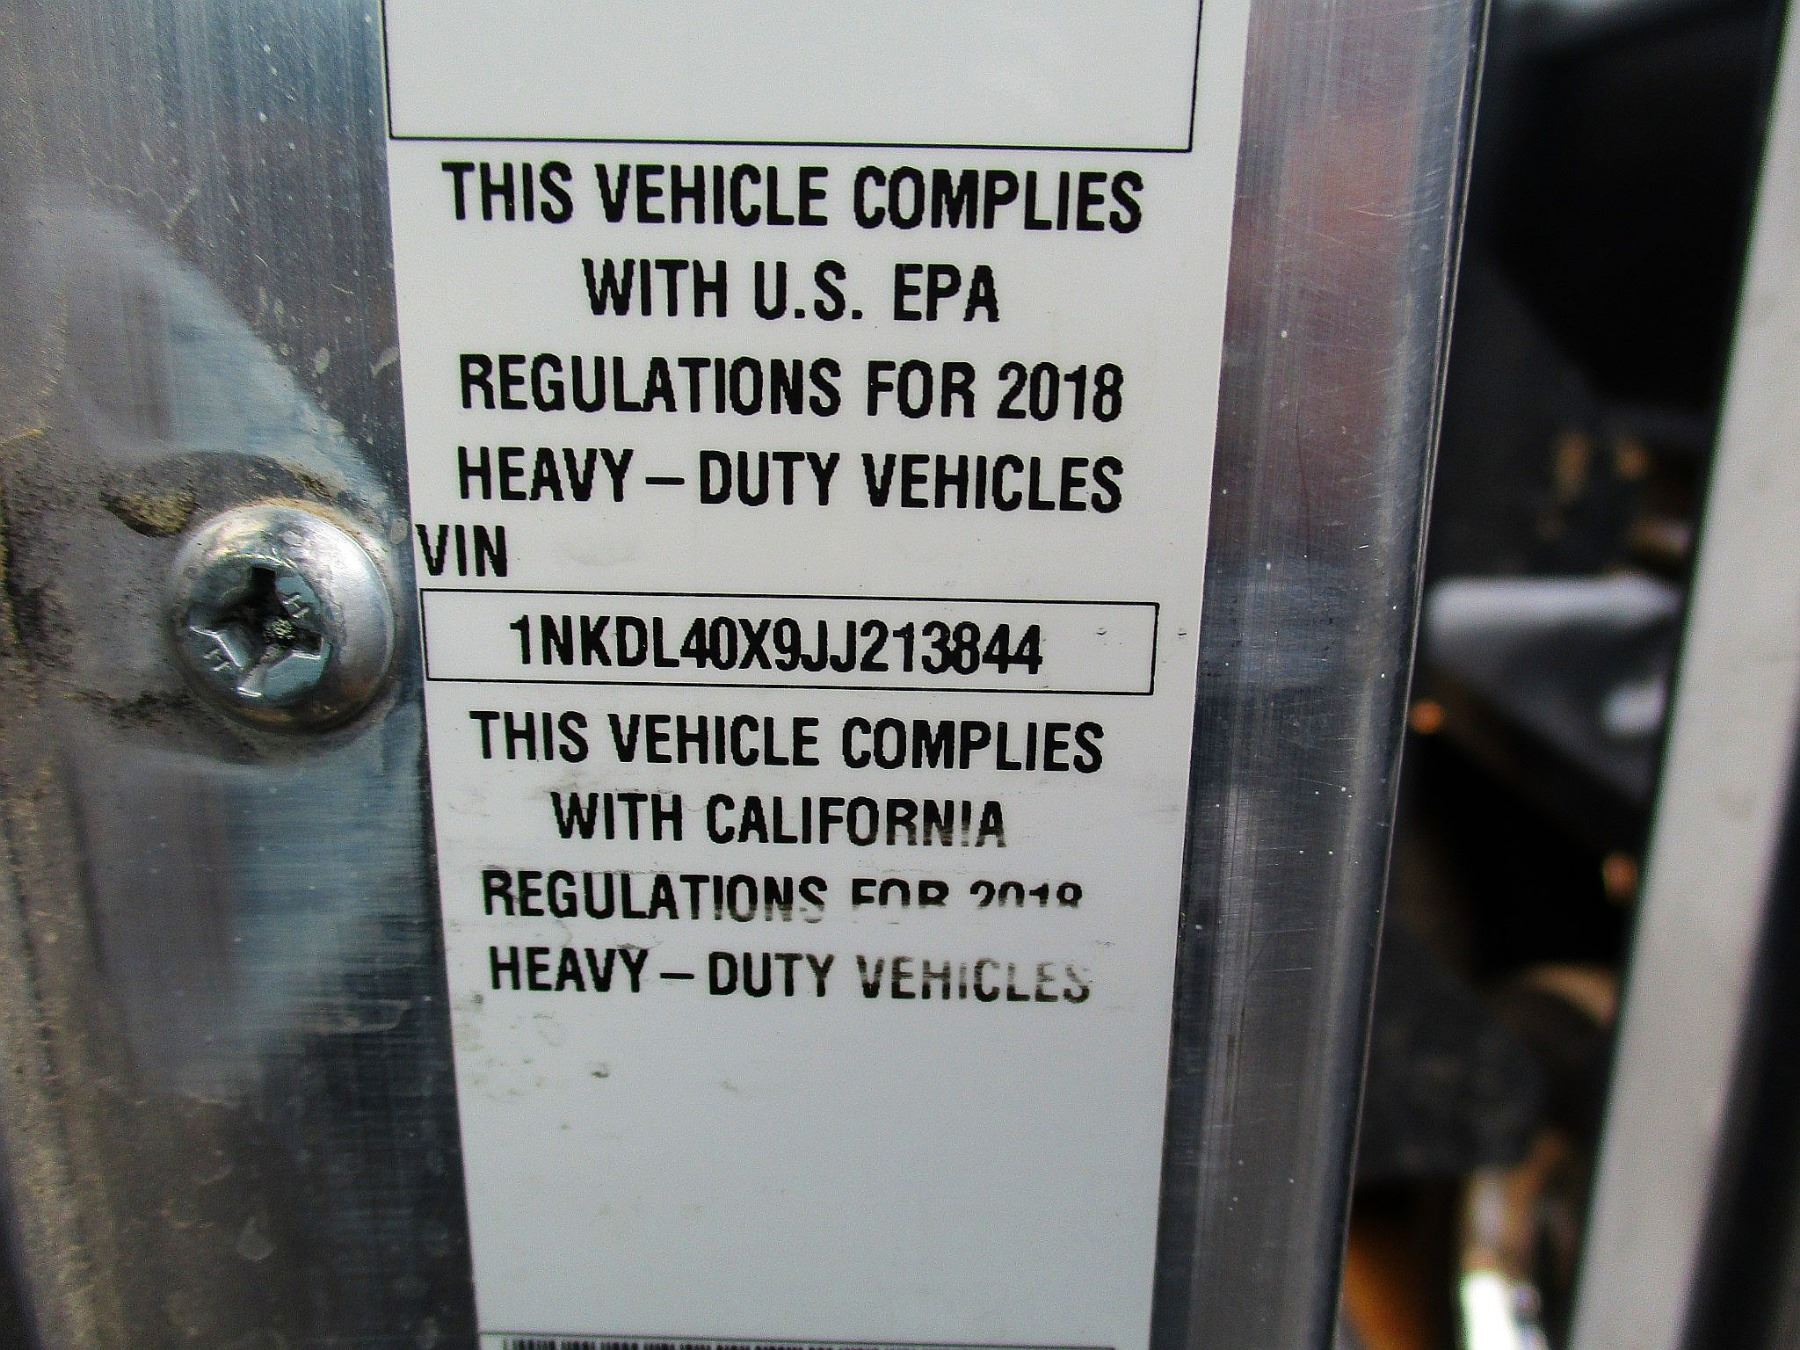 THIS VEHICLE COMPLIES
WITH U.S. EPA
REGULATIONS FOR 2018
HEAVY – DUTY VEHICLES
VIN
1NKDL40X9JJ213844
THIS VEHICLE COMPLIES
WITH CALIFORNIA
REGULATIONS FOR 2018
HEAVY – DUTY VEHICLES